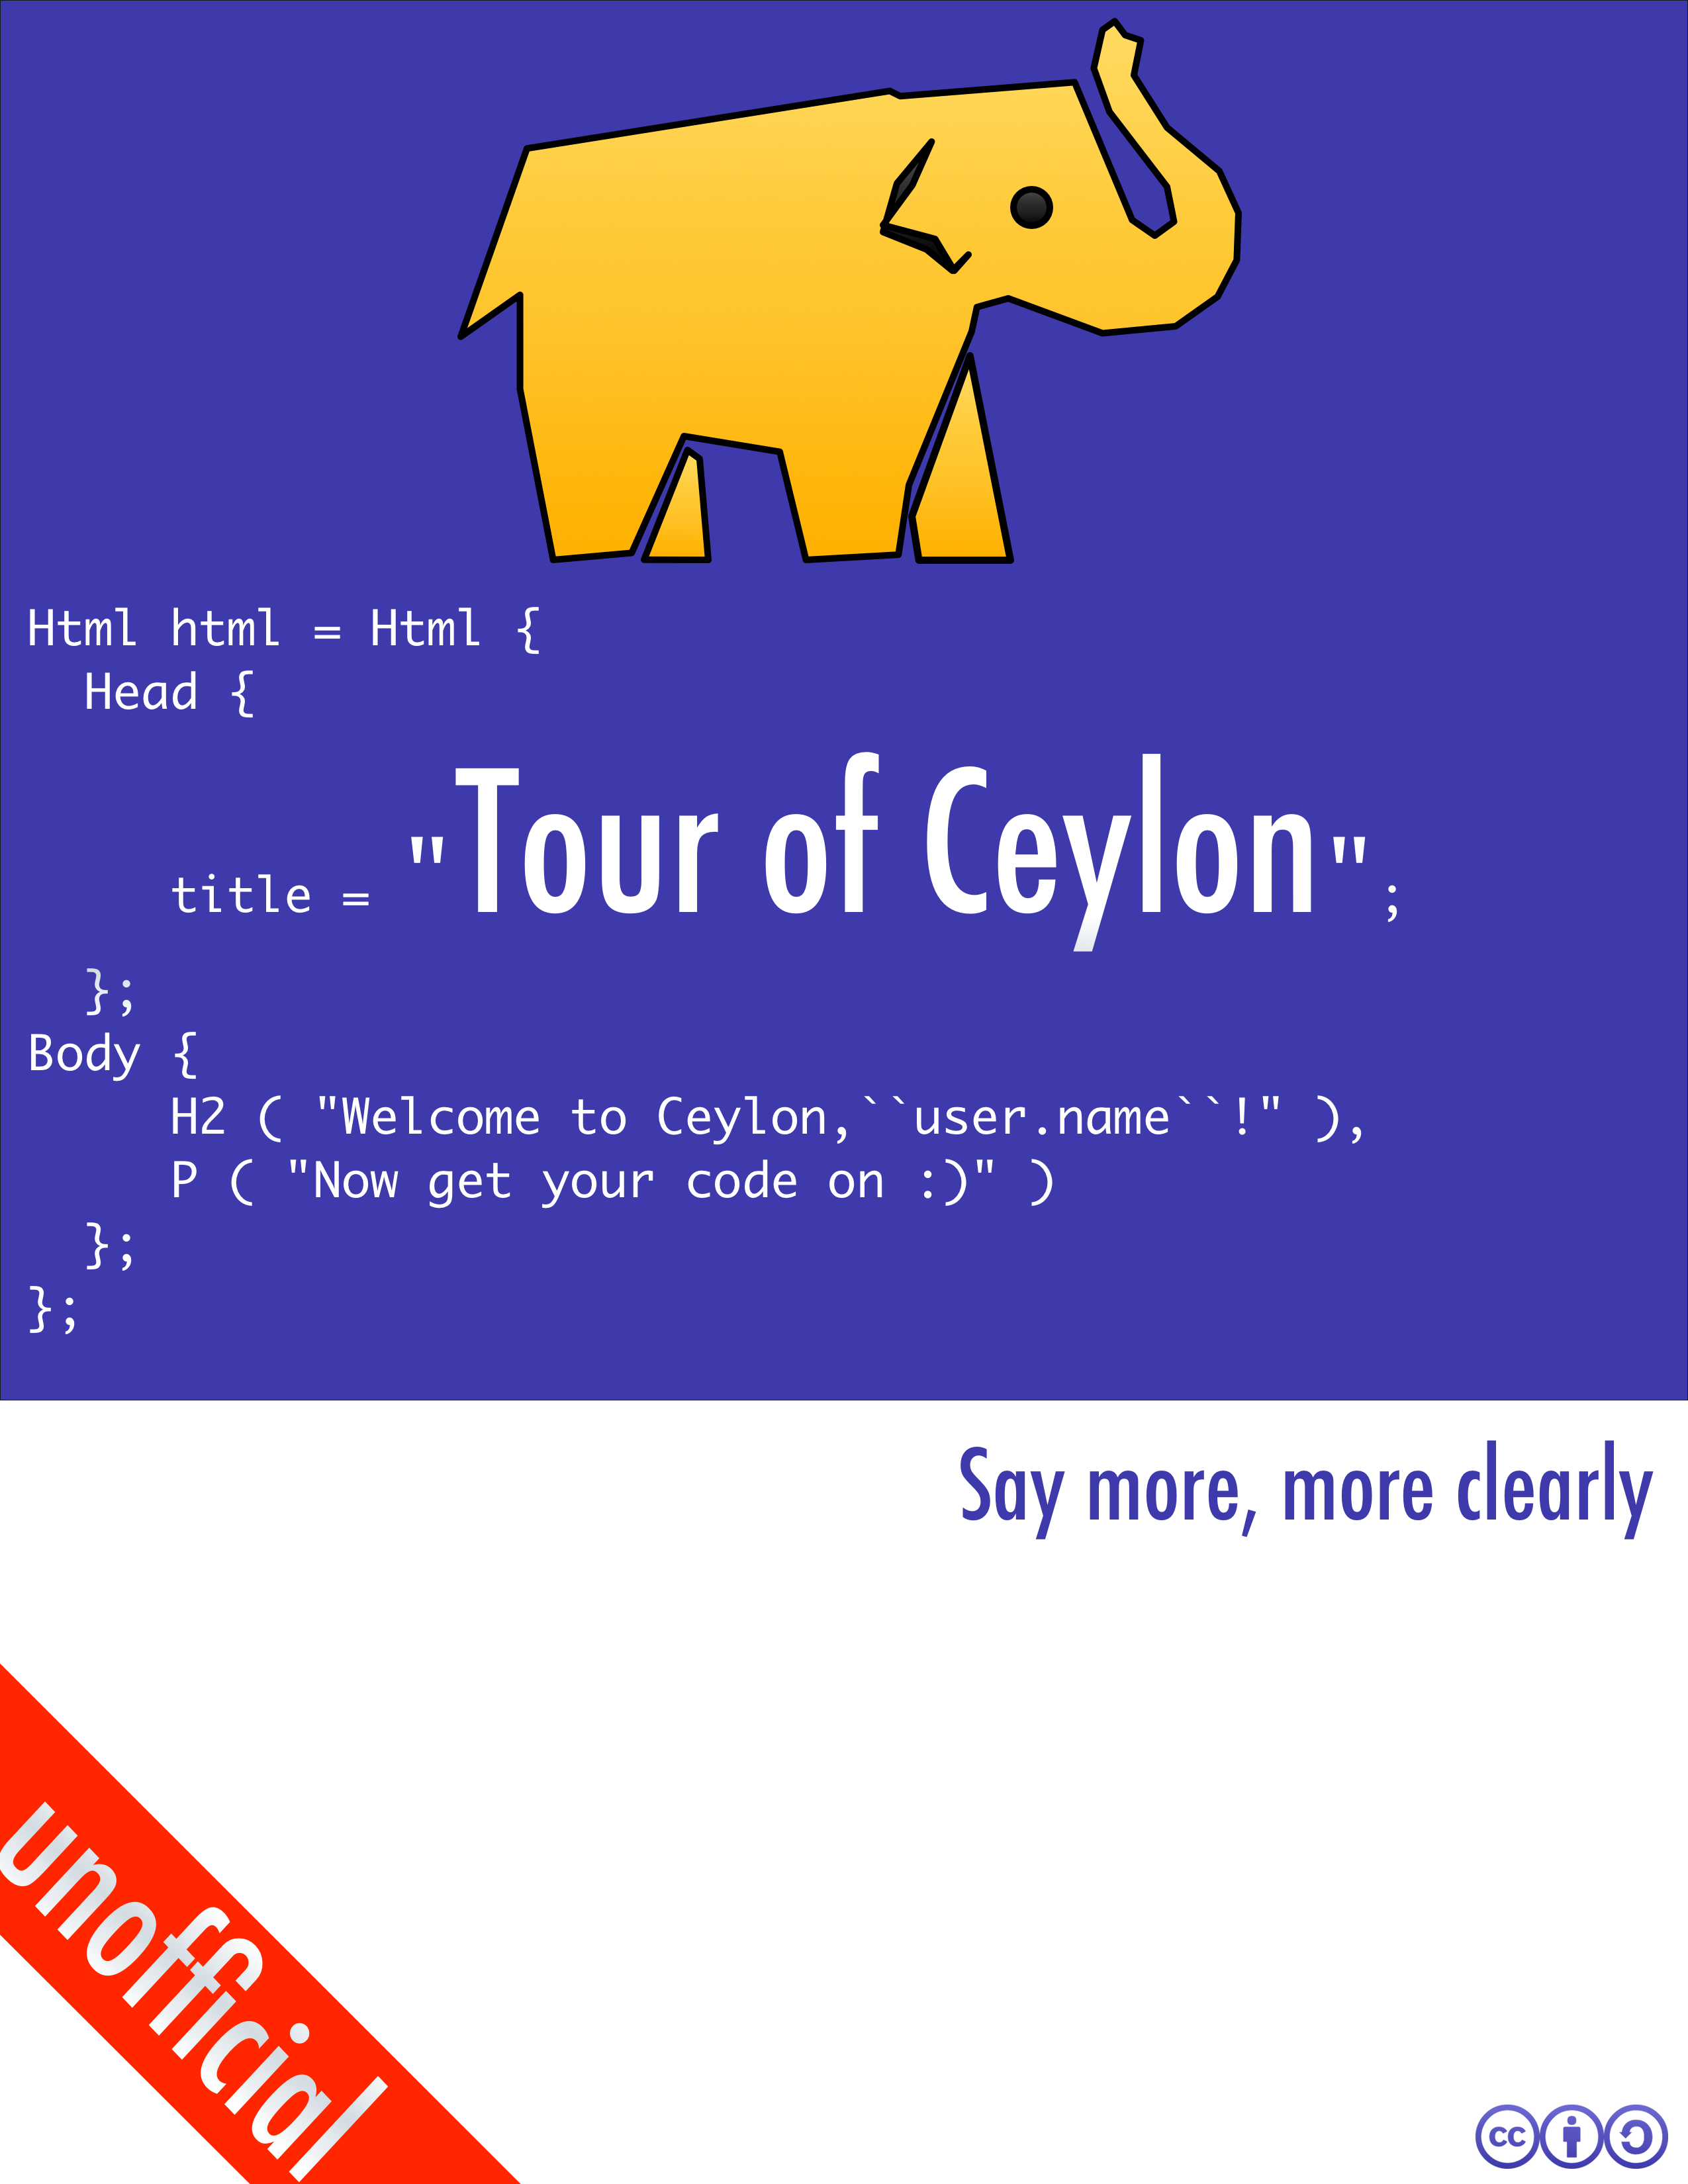 Html html = Html {
  Head {
     title = "Tour of Ceylon";
  };
Body {
     H2 ( "Welcome to Ceylon,``user.name``!" ),
     P ( "Now get your code on :)" )
  };
};
Say more, more clearly
unofficial
cc